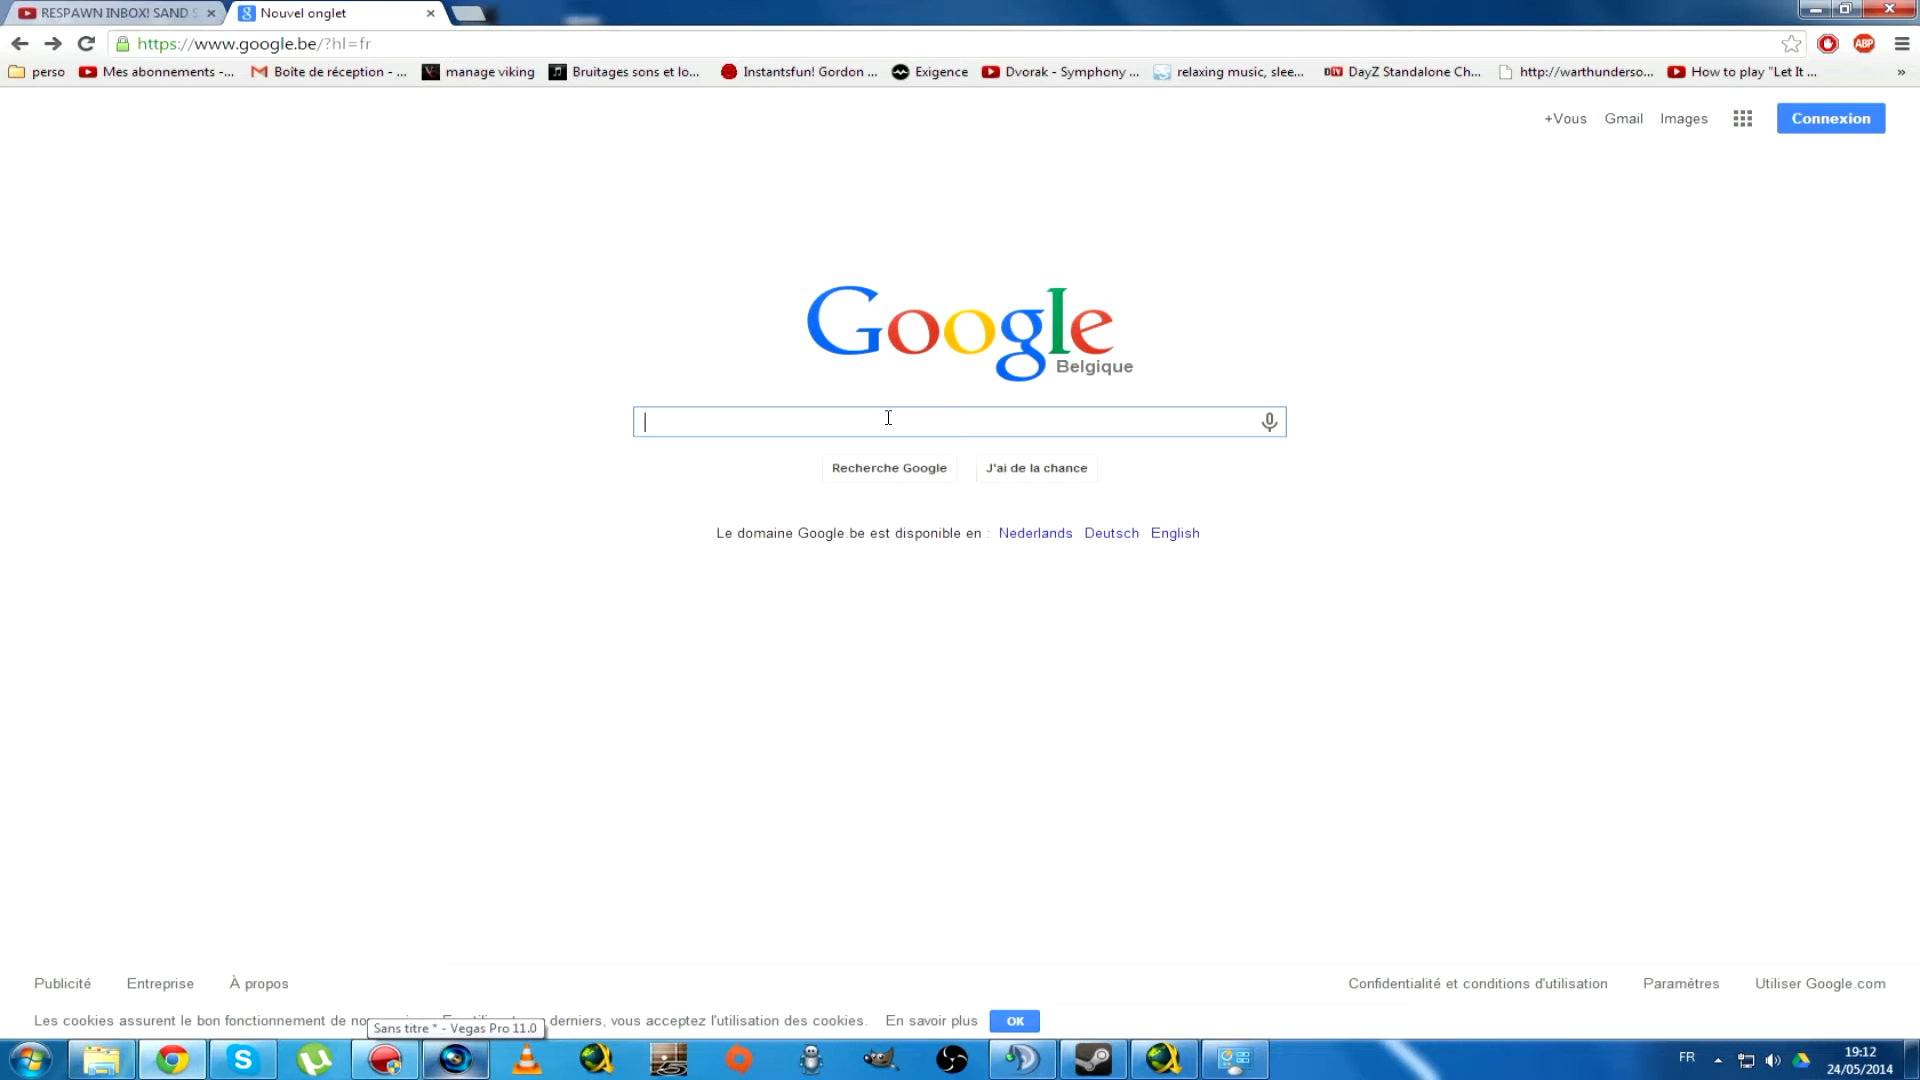 RESPAWN INBOX! SAND S
Nouvel onglet
https://www.google.be/?hl=fr
ABP
perso
Mes abonnements -...
Boîte de réception - ...
manage viking
Bruitages sons et lo...
Instantsfun! Gordon ...
Exigence
Dvorak - Symphony ...
relaxing music, slee...
DayZ Standalone Ch...
http://warthunderso...
How to play "Let It ...
»
+Vous
Gmail
Images
Connexion
Google
Belgique
Recherche Google
J'ai de la chance
Le domaine Google.be est disponible en : Nederlands Deutsch English
Publicité
Entreprise
À propos
Confidentialité et conditions d'utilisation
Paramètres
Utiliser Google.com
Les cookies assurent le bon fonctionnement de derniers, vous acceptez l'utilisation des cookies. En savoir plus OK
Sans titre * - Vegas Pro 11.0
FR
19:12
24/05/2014